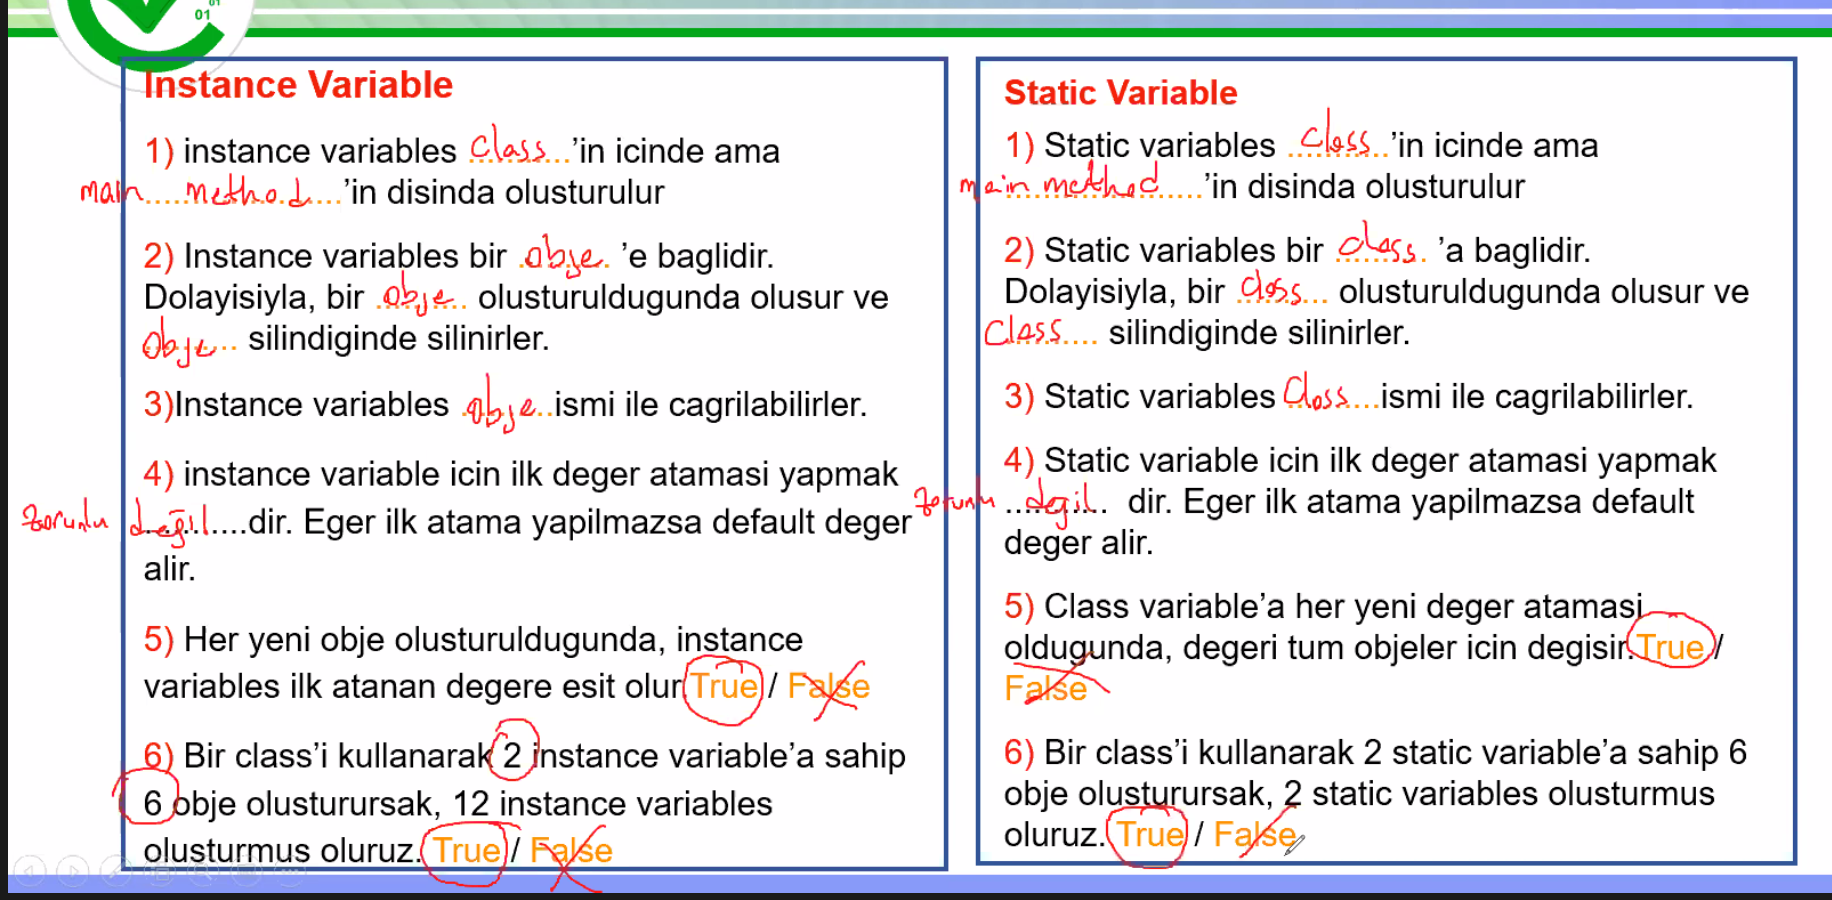 01
01
Instance Variable
1) instance variables class 'in icinde ama
main method 'in disinda olusturulur
2) Instance variables bir obje 'e baglidir.
Dolayisiyla, bir obje olusturuldugunda olusur ve
obje silindiginde silinirler.
3)Instance variables obje ismi ile cagrilabilirler.
4) instance variable icin ilk deger atamasi yapmak
zorunlu değil dir. Eger ilk atama yapilmazsa default deger
alir.
5) Her yeni obje olusturuldugunda, instance
variables ilk atanan degere esit olur True / False
6) Bir class'i kullanarak 2 instance variable'a sahip
6 obje olusturursak, 12 instance variables
olusturmus oluruz. True / False
Static Variable
1) Static variables class 'in icinde ama
main method 'in disinda olusturulur
2) Static variables bir class 'a baglidir.
Dolayisiyla, bir class olusturuldugunda olusur ve
Class silindiginde silinirler.
3) Static variables Class ismi ile cagrilabilirler.
4) Static variable icin ilk deger atamasi yapmak
zorunlu degil dir. Eger ilk atama yapilmazsa default
deger alir.
5) Class variable'a her yeni deger atamasi
oldugunda, degeri tum objeler icin degisir. True /
False
6) Bir class'i kullanarak 2 static variable'a sahip 6
obje olusturursak, 2 static variables olusturmus
oluruz. True / False